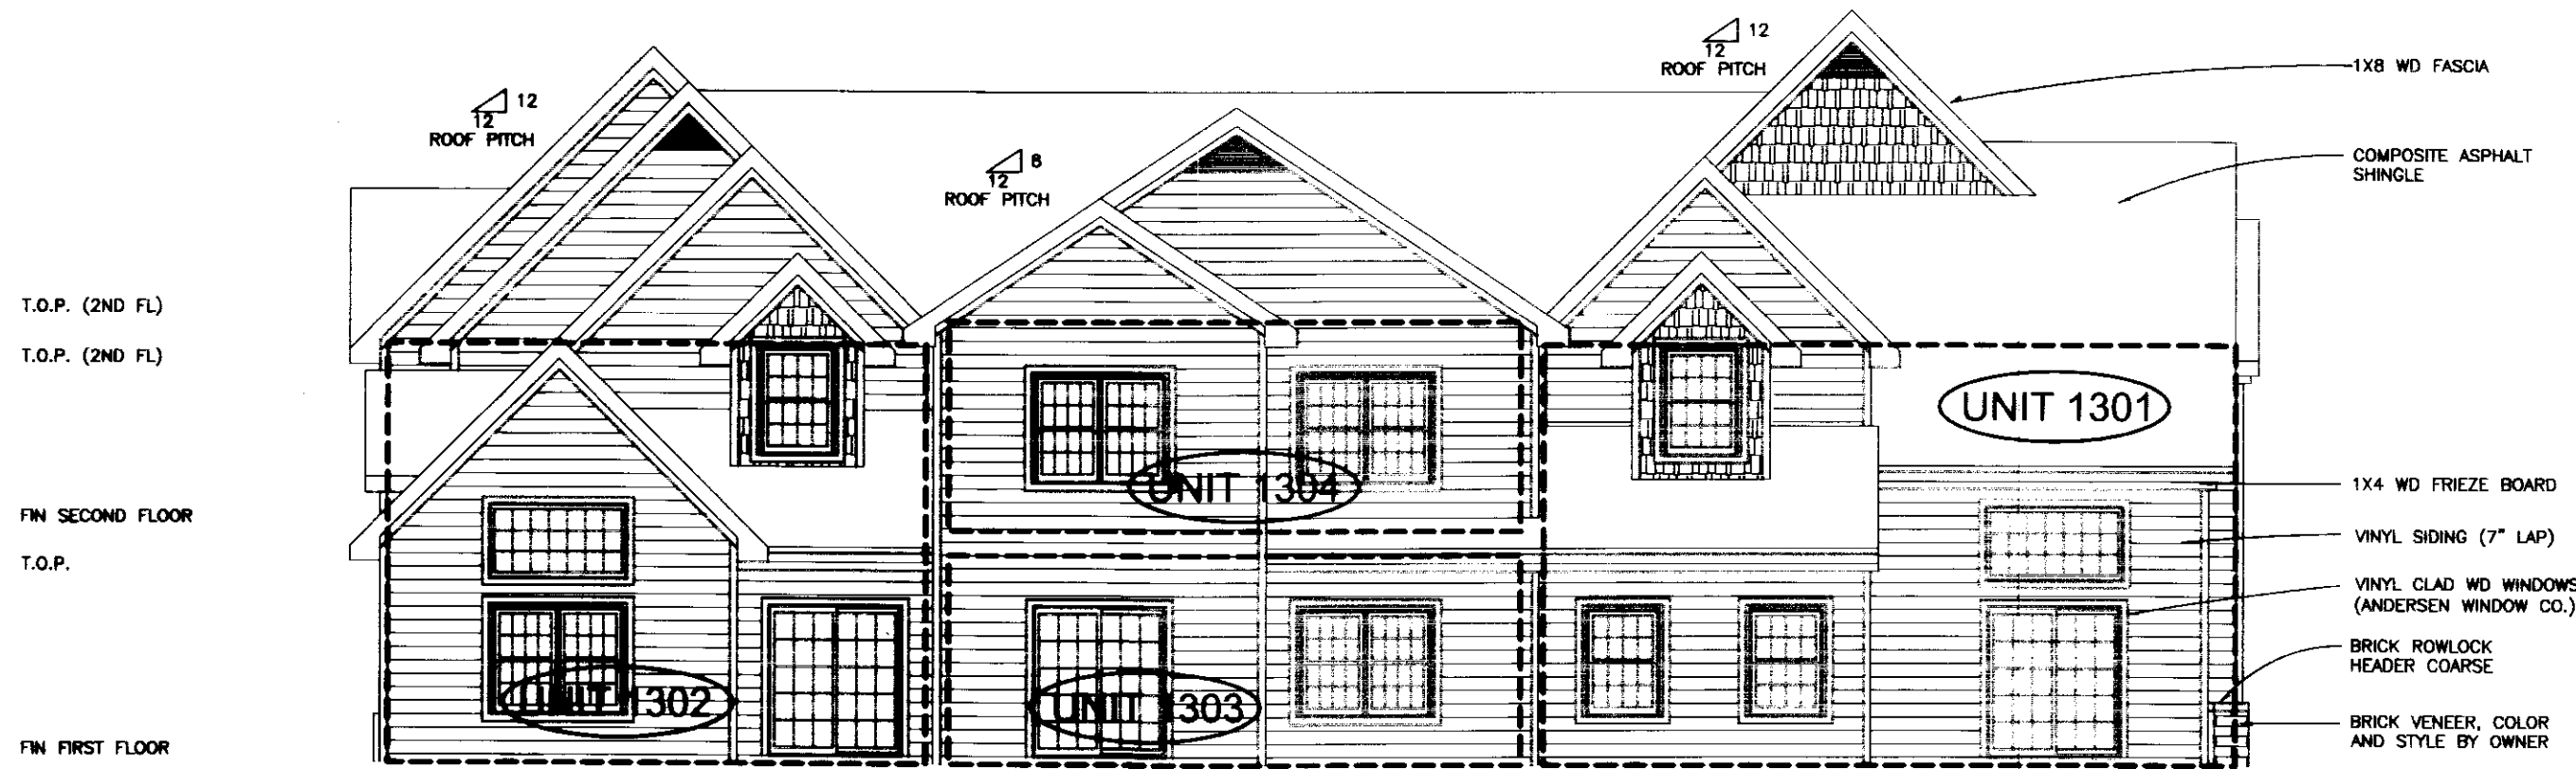 12
12
ROOF PITCH
8
12
ROOF PITCH
12
12
ROOF PITCH
1X8 WD FASCIA
COMPOSITE ASPHALT
SHINGLE
T.O.P. (2ND FL)
T.O.P. (2ND FL)
UNIT 1301
UNIT 1304
1X4 WD FRIEZE BOARD
FIN SECOND FLOOR
VINYL SIDING (7" LAP)
T.O.P.
VINYL CLAD WD WINDOWS
(ANDERSEN WINDOW CO.)
BRICK ROWLOCK
HEADER COARSE
UNIT 1302
UNIT 1303
BRICK VENEER, COLOR
AND STYLE BY OWNER
FIN FIRST FLOOR